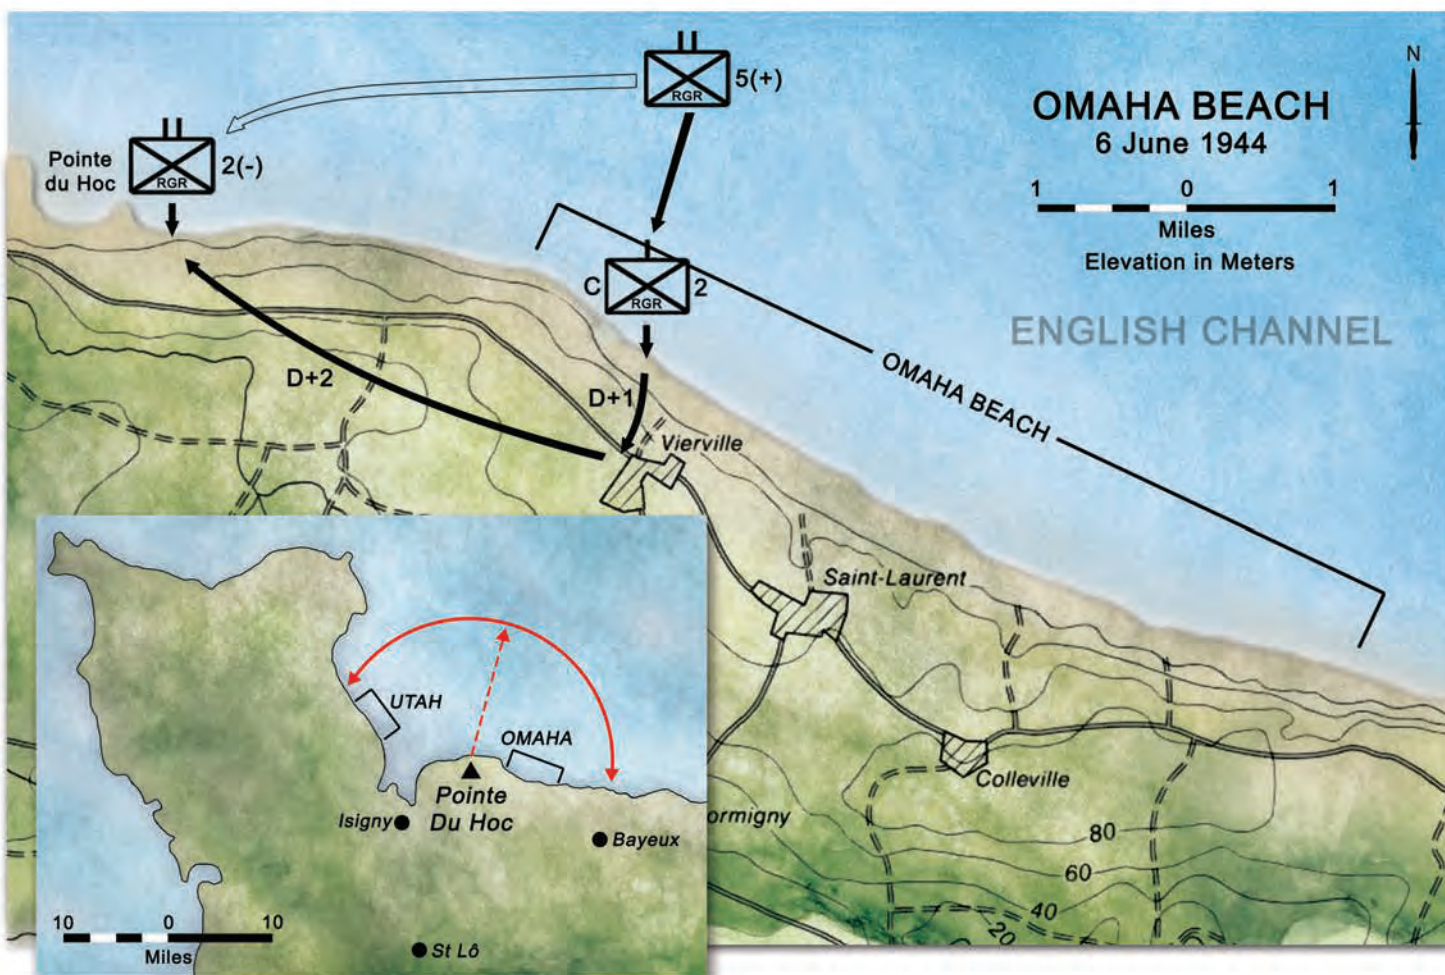 OMAHA BEACH
6 June 1944
N
1 0 1
Miles
Elevation in Meters
ENGLISH CHANNEL
RGR
5(+)
Pointe
du Hoc
RGR
2(-)
C
RGR
2
OMAHA BEACH
D+2
D+1
Vierville
Saint-Laurent
Colleville
ormigny
80
60
40
20
UTAH
OMAHA
Pointe
Du Hoc
Isigny
Bayeux
St Lô
10 0 10
Miles